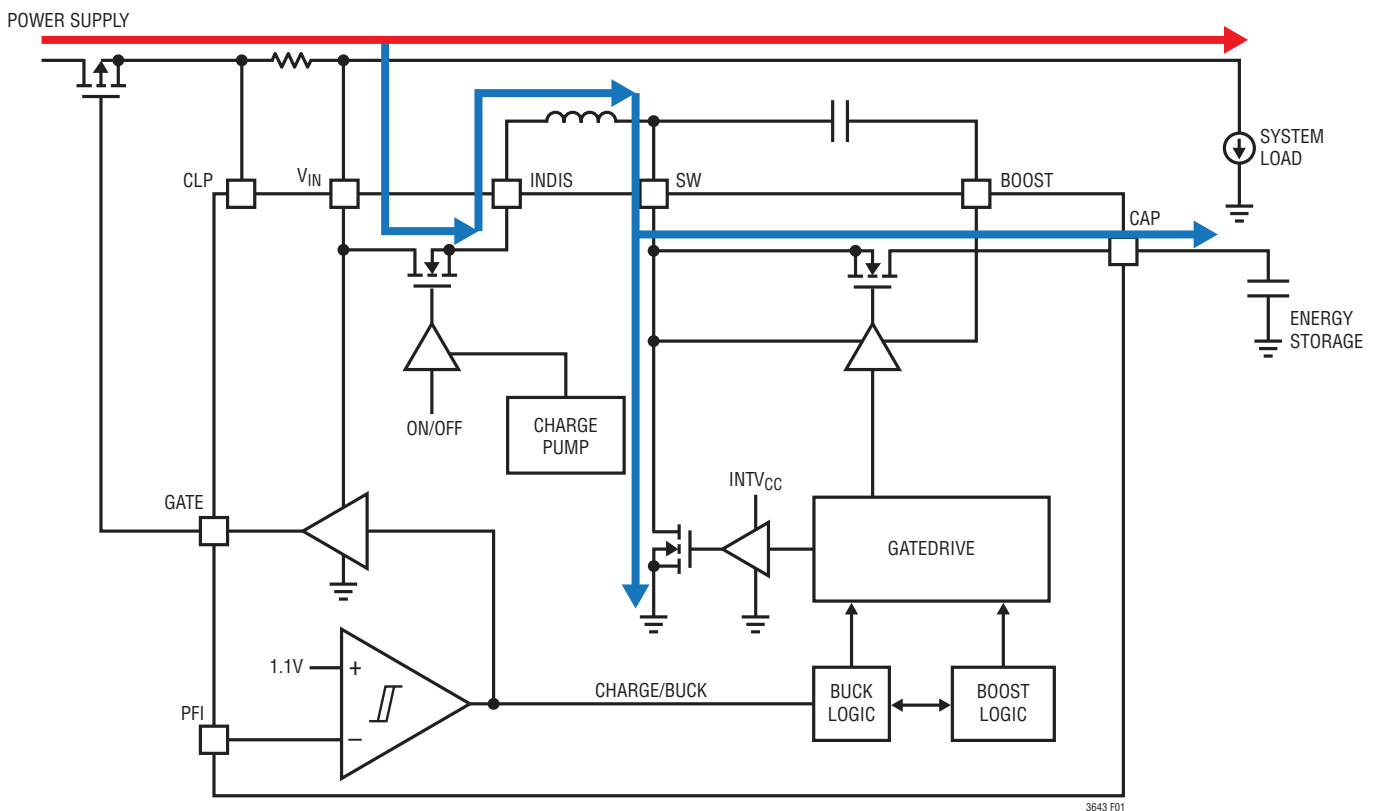 POWER SUPPLY
SYSTEM
LOAD
CLP
VIN
INDIS
SW
BOOST
CAP
ENERGY
STORAGE
ON/OFF
CHARGE
PUMP
INTVCC
GATE
GATEDRIVE
1.1V
+
CHARGE/BUCK
BUCK
LOGIC
BOOST
LOGIC
PFI
−
3643 F01